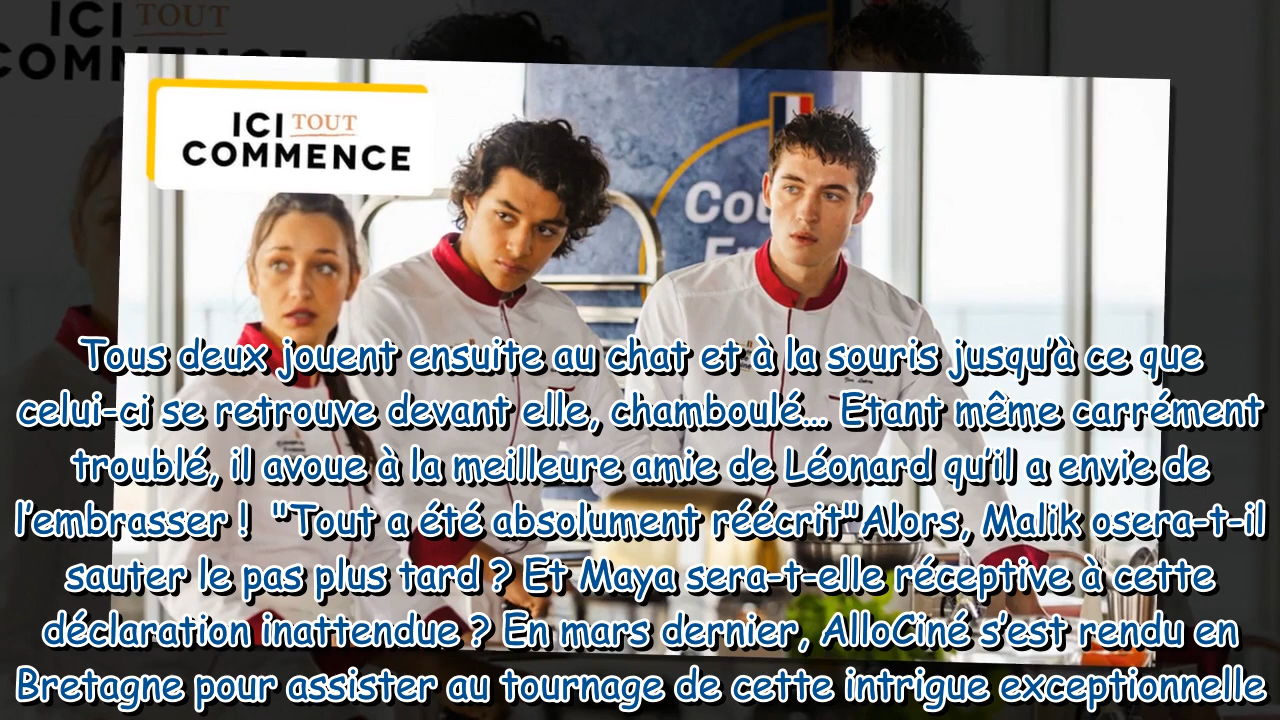 ICI TOUT
COMMENCE
ICI TOUT
COMMENCE
Cou
Tous deux jouent ensuite au chat et à la souris jusqu'à ce que
celui-ci se retrouve devant elle, chamboulé... Etant même carrément
troublé, il avoue à la meilleure amie de Léonard qu'il a envie de
l'embrasser ! "Tout a été absolument réécrit"Alors, Malik osera-t-il
sauter le pas plus tard ? Et Maya sera-t-elle réceptive à cette
déclaration inattendue ? En mars dernier, AlloCiné s'est rendu en
Bretagne pour assister au tournage de cette intrigue exceptionnelle